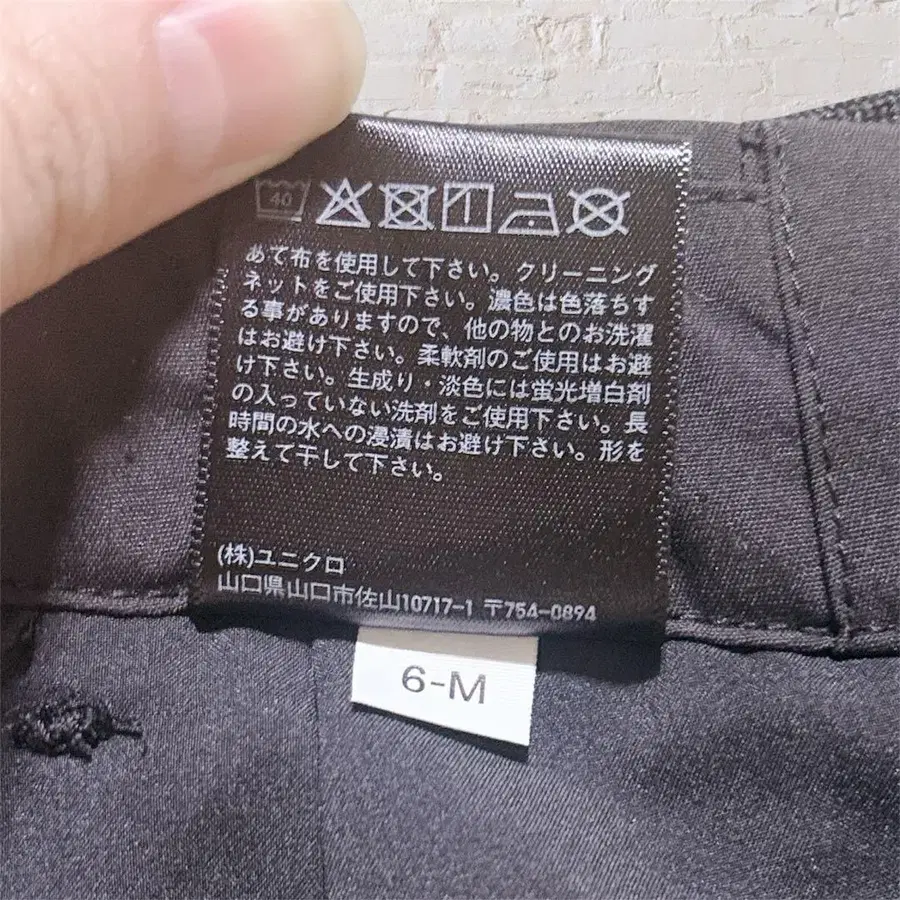 40
あて布を使用して下さい。クリーニング
ネットをご使用下さい。濃色は色落ちす
る事がありますので、他の物とのお洗濯
はお避け下さい。柔軟剤のご使用はお避
け下さい。生成り・淡色には蛍光増白剤
の入っていない洗剤をご使用下さい。長
時間の水への浸漬はお避け下さい。形を
整えて干して下さい。
(株)ユニクロ
山口県山口市佐山10717-1 〒754-0894
6-M